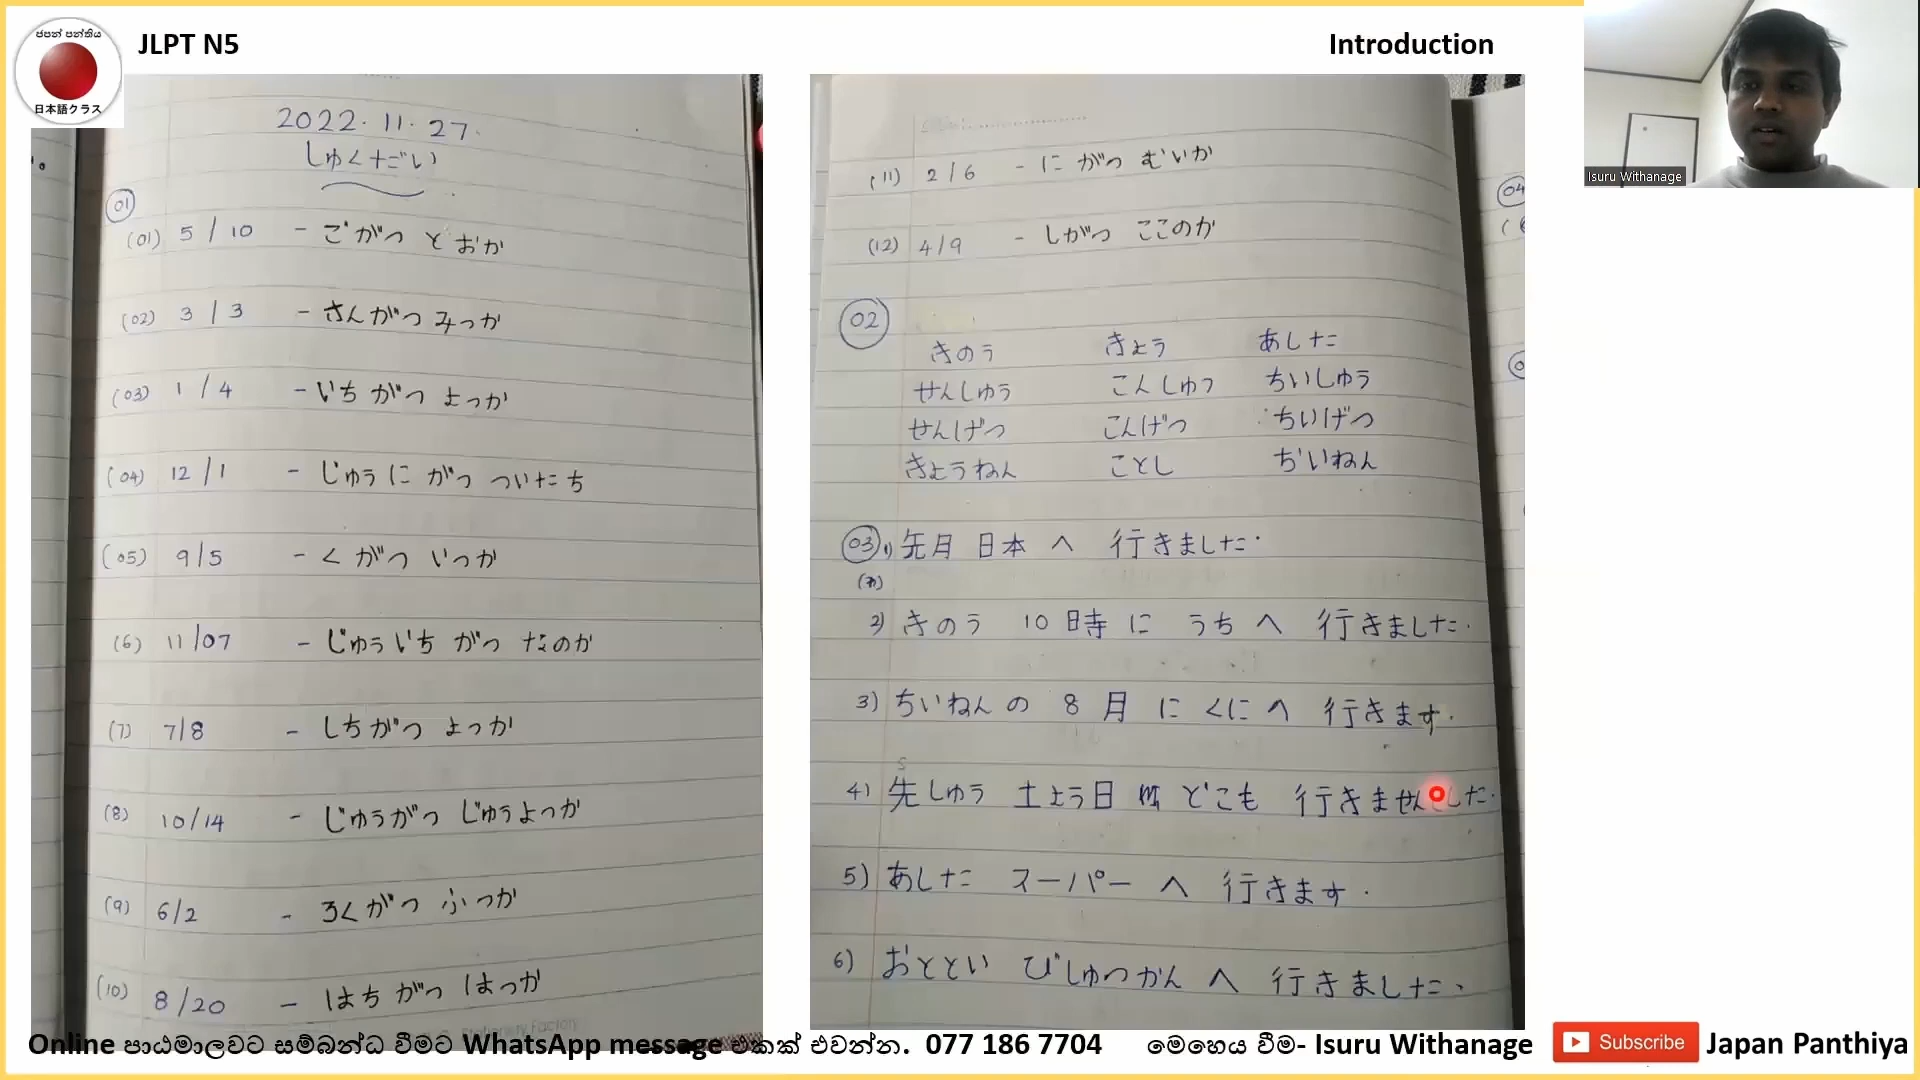 ජපන් පන්තිය
日本語クラス
JLPT N5
Introduction
Isuru Withanage
2022.11.27
しゅくだい
01
(01) 5/10 - ごがつ とおか
(02) 3/3 - さんがつ みっか
(03) 1/4 - いちがつ よっか
(04) 12/1 - じゅうにがつ ついたち
(05) 9/5 - くがつ いつか
(6) 11/07 - じゅういちがつ なのか
(7) 7/8 - しちがつ よっか
(8) 10/14 - じゅうがつ じゅうよっか
(9) 6/2 - ろくがつ ふつか
(10) 8/20 - はちがつ はつか
(11) 2/6 - にがつ むいか
(12) 4/9 - しがつ ここのか
02
きのう きょう あした
せんしゅう こんしゅう ちいしゅう
せんげつ こんげつ ちいげつ
きょうねん ことし ちいねん
03 1) 先月 日本 へ 行きました.
2) きのう 10時 に うち へ 行きました.
3) ちいねん の 8月 に くに へ 行きます.
4) 先しゅう 土よう日 どこも 行きませんでした.
5) あした スーパー へ 行きます.
6) おととい びじゅつかん へ 行きました.
04
Online පාඨමාලාවට සම්බන්ධ වීමට WhatsApp message එකක් එවන්න. 077 186 7704 මෙහෙය වීම- Isuru Withanage Subscribe Japan Panthiya